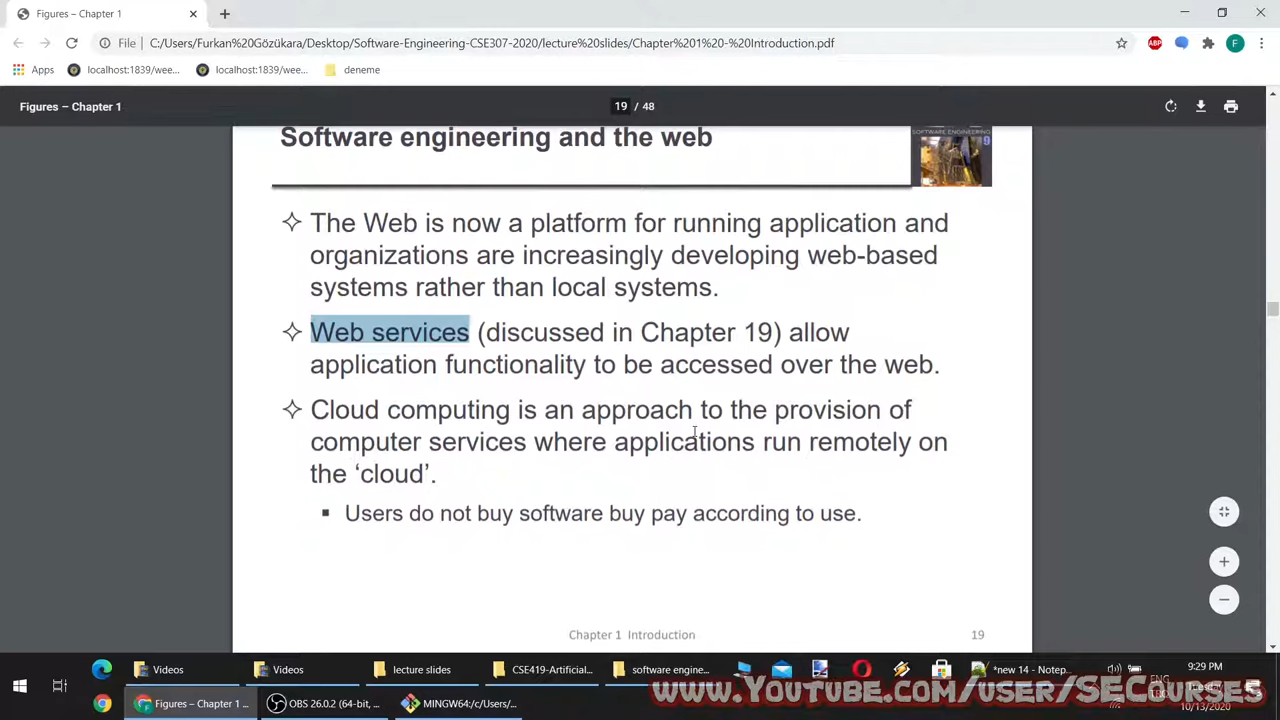 Figures – Chapter 1
File
C:/Users/Furkan%20Gözükara/Desktop/Software-Engineering-CSE307-2020/lecture%20slides/Chapter%201%20-%20Introduction.pdf
ABP
F
Apps
localhost:1839/wee...
localhost:1839/wee...
deneme
Figures – Chapter 1
19 / 48
Software engineering and the web
SOFTWARE ENGINEERING
9
The Web is now a platform for running application and
organizations are increasingly developing web-based
systems rather than local systems.
Web services (discussed in Chapter 19) allow
application functionality to be accessed over the web.
Cloud computing is an approach to the provision of
computer services where applications run remotely on
the ‘cloud’.
Users do not buy software buy pay according to use.
Chapter 1 Introduction
19
Videos
Videos
lecture slides
CSE419-Artificial...
software enginee...
*new 14 - Notep...
9:29 PM
ENG
10/13/2020
Figures – Chapter 1 ...
OBS 26.0.2 (64-bit, ...
MINGW64:/c/Users/...
www.YouTube.com/user/SECourses